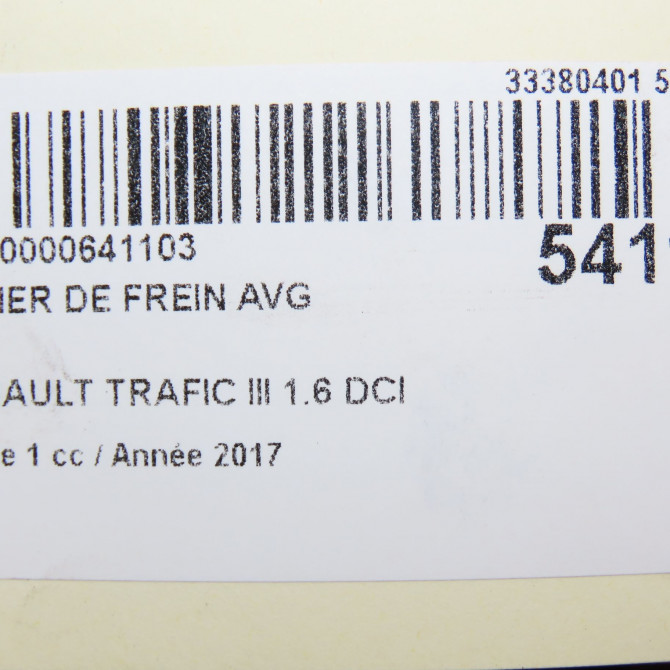 33380401 5
0000641103
541
IER DE FREIN AVG
AULT TRAFIC III 1.6 DCI
e 1 cc / Année 2017